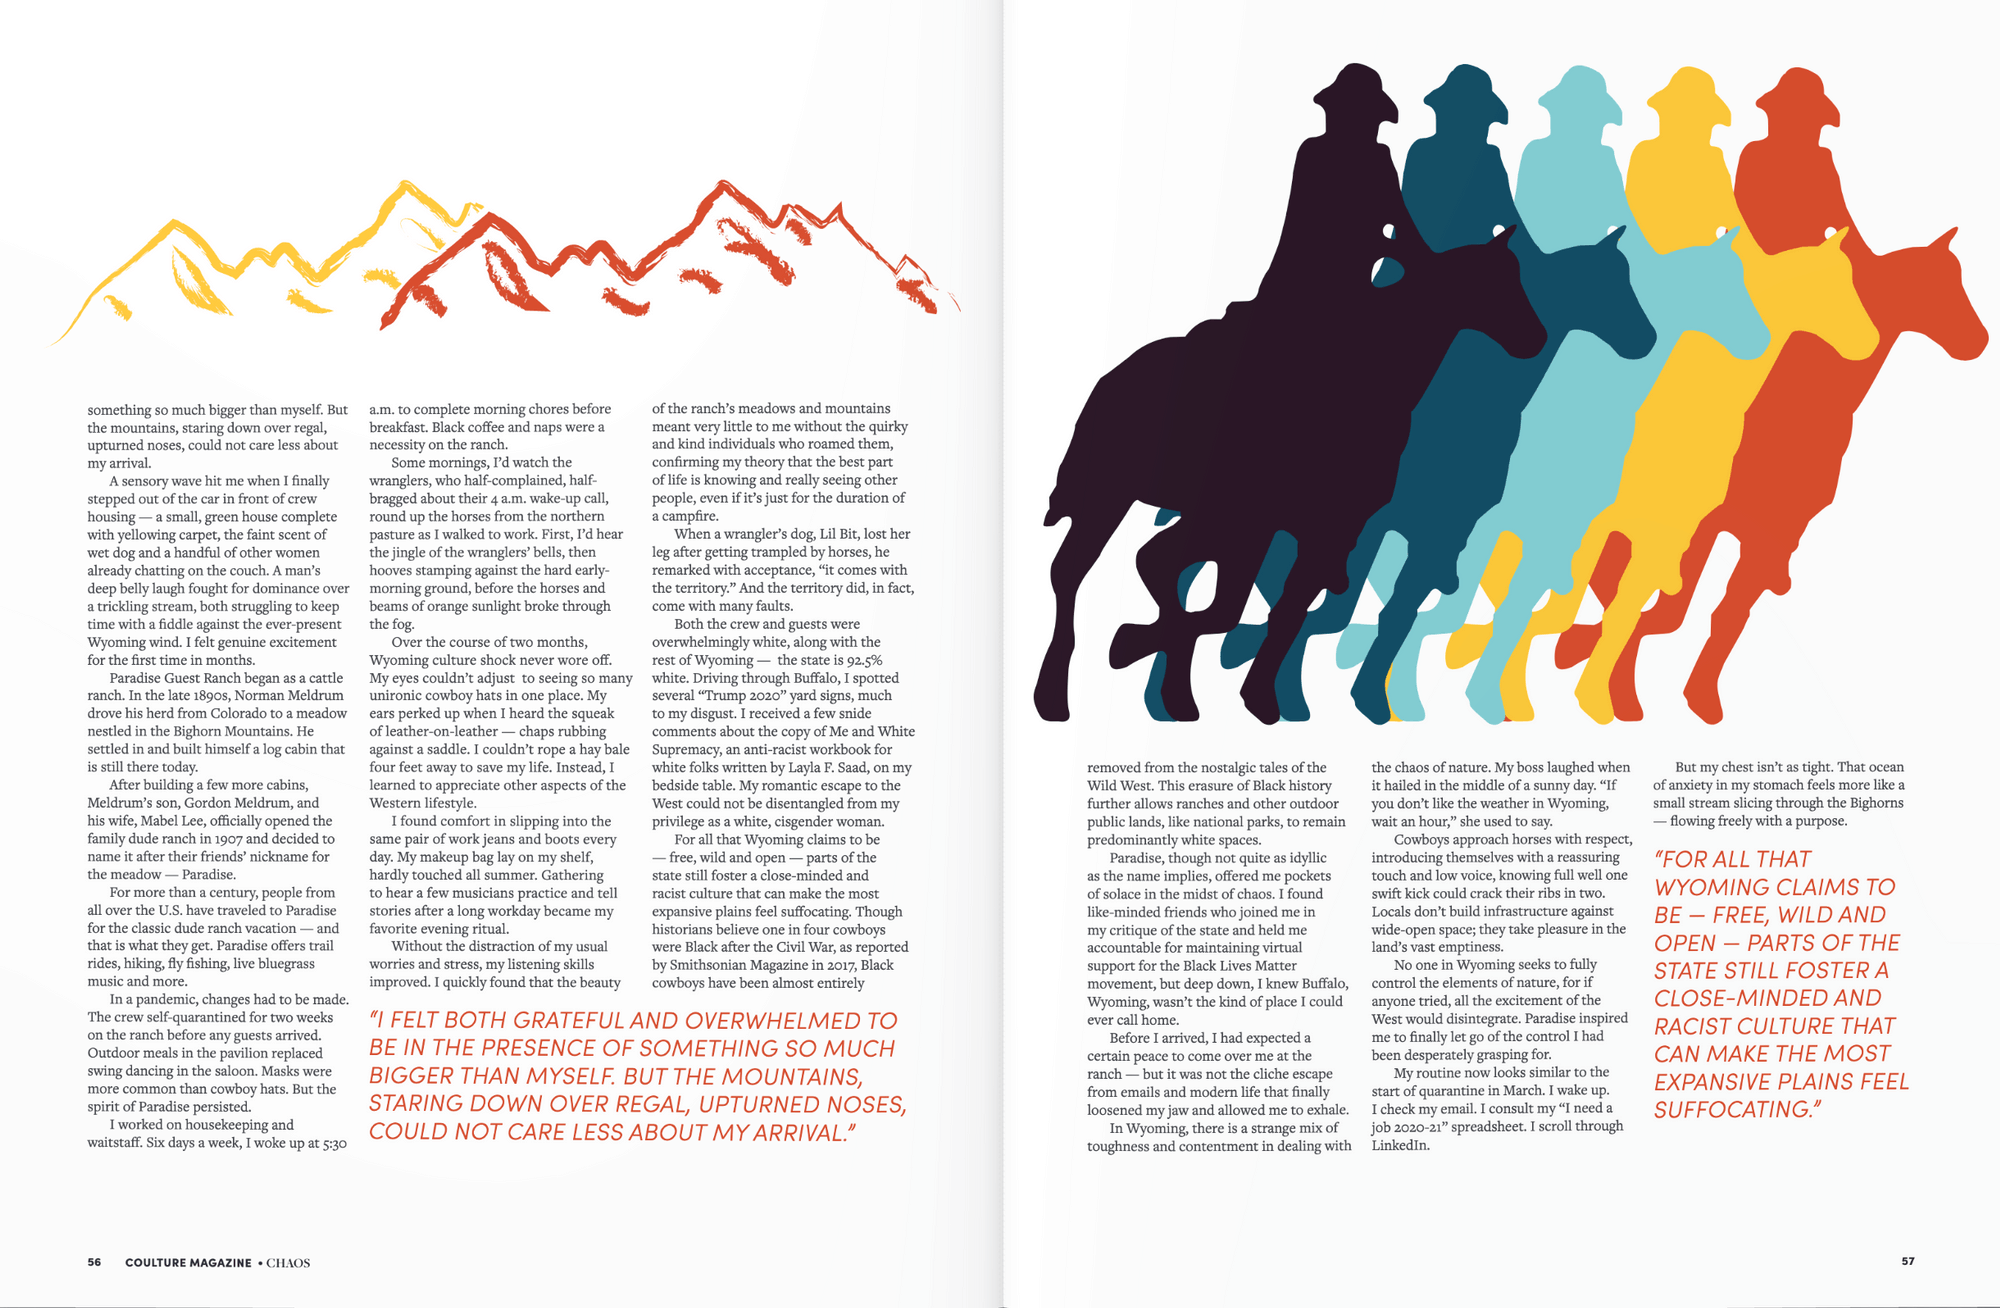 something so much bigger than myself. But
the mountains, staring down over regal,
upturned noses, could not care less about
my arrival.
A sensory wave hit me when I finally
stepped out of the car in front of crew
housing — a small, green house complete
with yellowing carpet, the faint scent of
wet dog and a handful of other women
already chatting on the couch. A man's
deep belly laugh fought for dominance over
a trickling stream, both struggling to keep
time with a fiddle against the ever-present
Wyoming wind. I felt genuine excitement
for the first time in months.
Paradise Guest Ranch began as a cattle
ranch. In the late 1890s, Norman Meldrum
drove his herd from Colorado to a meadow
nestled in the Bighorn Mountains. He
settled in and built himself a log cabin that
is still there today.
After building a few more cabins,
Meldrum's son, Gordon Meldrum, and
his wife, Mabel Lee, officially opened the
family dude ranch in 1907 and decided to
name it after their friends' nickname for
the meadow — Paradise.
For more than a century, people from
all over the U.S. have traveled to Paradise
for the classic dude ranch vacation — and
that is what they get. Paradise offers trail
rides, hiking, fly fishing, live bluegrass
music and more.
In a pandemic, changes had to be made.
The crew self-quarantined for two weeks
on the ranch before any guests arrived.
Outdoor meals in the pavilion replaced
swing dancing in the saloon. Masks were
more common than cowboy hats. But the
spirit of Paradise persisted.
I worked on housekeeping and
waitstaff. Six days a week, I woke up at 5:30
a.m. to complete morning chores before
breakfast. Black coffee and naps were a
necessity on the ranch.
Some mornings, I'd watch the
wranglers, who half-complained, half-
bragged about their 4 a.m. wake-up call,
round up the horses from the northern
pasture as I walked to work. First, I'd hear
the jingle of the wranglers' bells, then
hooves stamping against the hard early-
morning ground, before the horses and
beams of orange sunlight broke through
the fog.
Over the course of two months,
Wyoming culture shock never wore off.
My eyes couldn't adjust to seeing so many
unironic cowboy hats in one place. My
ears perked up when I heard the squeak
of leather-on-leather — chaps rubbing
against a saddle. I couldn't rope a hay bale
four feet away to save my life. Instead, I
learned to appreciate other aspects of the
Western lifestyle.
I found comfort in slipping into the
same pair of work jeans and boots every
day. My makeup bag lay on my shelf,
hardly touched all summer. Gathering
to hear a few musicians practice and tell
stories after a long workday became my
favorite evening ritual.
Without the distraction of my usual
worries and stress, my listening skills
improved. I quickly found that the beauty
of the ranch's meadows and mountains
meant very little to me without the quirky
and kind individuals who roamed them,
confirming my theory that the best part
of life is knowing and really seeing other
people, even if it's just for the duration of
a campfire.
When a wrangler's dog, Lil Bit, lost her
leg after getting trampled by horses, he
remarked with acceptance, "it comes with
the territory." And the territory did, in fact,
come with many faults.
Both the crew and guests were
overwhelmingly white, along with the
rest of Wyoming — the state is 92.5%
white. Driving through Buffalo, I spotted
several "Trump 2020" yard signs, much
to my disgust. I received a few snide
comments about the copy of Me and White
Supremacy, an anti-racist workbook for
white folks written by Layla F. Saad, on my
bedside table. My romantic escape to the
West could not be disentangled from my
privilege as a white, cisgender woman.
For all that Wyoming claims to be
— free, wild and open — parts of the
state still foster a close-minded and
racist culture that can make the most
expansive plains feel suffocating. Though
historians believe one in four cowboys
were Black after the Civil War, as reported
by Smithsonian Magazine in 2017, Black
cowboys have been almost entirely
"I FELT BOTH GRATEFUL AND OVERWHELMED TO
BE IN THE PRESENCE OF SOMETHING SO MUCH
BIGGER THAN MYSELF. BUT THE MOUNTAINS,
STARING DOWN OVER REGAL, UPTURNED NOSES,
COULD NOT CARE LESS ABOUT MY ARRIVAL."
56 COULTURE MAGAZINE • CHAOS
removed from the nostalgic tales of the
Wild West. This erasure of Black history
further allows ranches and other outdoor
public lands, like national parks, to remain
predominantly white spaces.
Paradise, though not quite as idyllic
as the name implies, offered me pockets
of solace in the midst of chaos. I found
like-minded friends who joined me in
my critique of the state and held me
accountable for maintaining virtual
support for the Black Lives Matter
movement, but deep down, I knew Buffalo,
Wyoming, wasn't the kind of place I could
ever call home.
Before I arrived, I had expected a
certain peace to come over me at the
ranch — but it was not the cliche escape
from emails and modern life that finally
loosened my jaw and allowed me to exhale.
In Wyoming, there is a strange mix of
toughness and contentment in dealing with
the chaos of nature. My boss laughed when
it hailed in the middle of a sunny day. "If
you don't like the weather in Wyoming,
wait an hour," she used to say.
Cowboys approach horses with respect,
introducing themselves with a reassuring
touch and low voice, knowing full well one
swift kick could crack their ribs in two.
Locals don't build infrastructure against
wide-open space; they take pleasure in the
land's vast emptiness.
No one in Wyoming seeks to fully
control the elements of nature, for if
anyone tried, all the excitement of the
West would disintegrate. Paradise inspired
me to finally let go of the control I had
been desperately grasping for.
My routine now looks similar to the
start of quarantine in March. I wake up.
I check my email. I consult my "I need a
job 2020-21" spreadsheet. I scroll through
LinkedIn.
But my chest isn't as tight. That ocean
of anxiety in my stomach feels more like a
small stream slicing through the Bighorns
— flowing freely with a purpose.
"FOR ALL THAT
WYOMING CLAIMS TO
BE — FREE, WILD AND
OPEN — PARTS OF THE
STATE STILL FOSTER A
CLOSE-MINDED AND
RACIST CULTURE THAT
CAN MAKE THE MOST
EXPANSIVE PLAINS FEEL
SUFFOCATING."
57